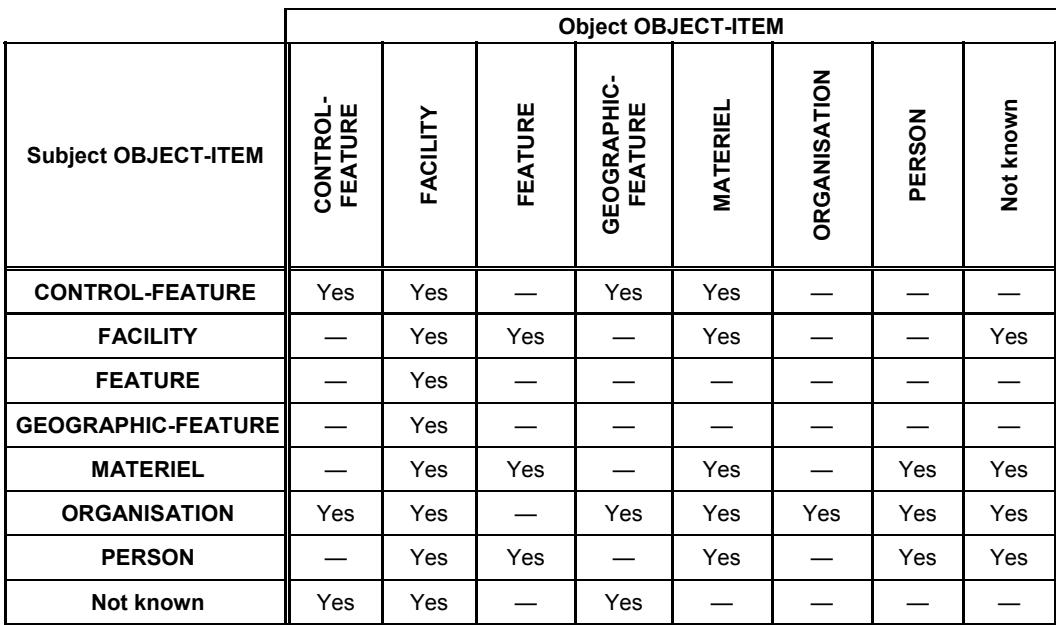 Object OBJECT-ITEM
Subject OBJECT-ITEM
CONTROL-
FEATURE
FACILITY
FEATURE
GEOGRAPHIC-
FEATURE
MATERIEL
ORGANISATION
PERSON
Not known
CONTROL-FEATURE Yes Yes — Yes Yes — — —
FACILITY — Yes Yes — Yes — — Yes
FEATURE — Yes — — — — — —
GEOGRAPHIC-FEATURE — Yes — — — — — —
MATERIEL — Yes Yes — Yes — Yes Yes
ORGANISATION Yes Yes — Yes Yes Yes Yes Yes
PERSON — Yes Yes — Yes — Yes Yes
Not known Yes Yes — Yes — — — —